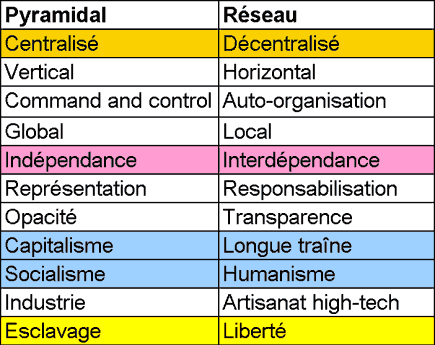 Pyramidal Réseau
Centralisé Décentralisé
Vertical Horizontal
Command and control Auto-organisation
Global Local
Indépendance Interdépendance
Représentation Responsabilisation
Opacité Transparence
Capitalisme Longue traîne
Socialisme Humanisme
Industrie Artisanat high-tech
Esclavage Liberté